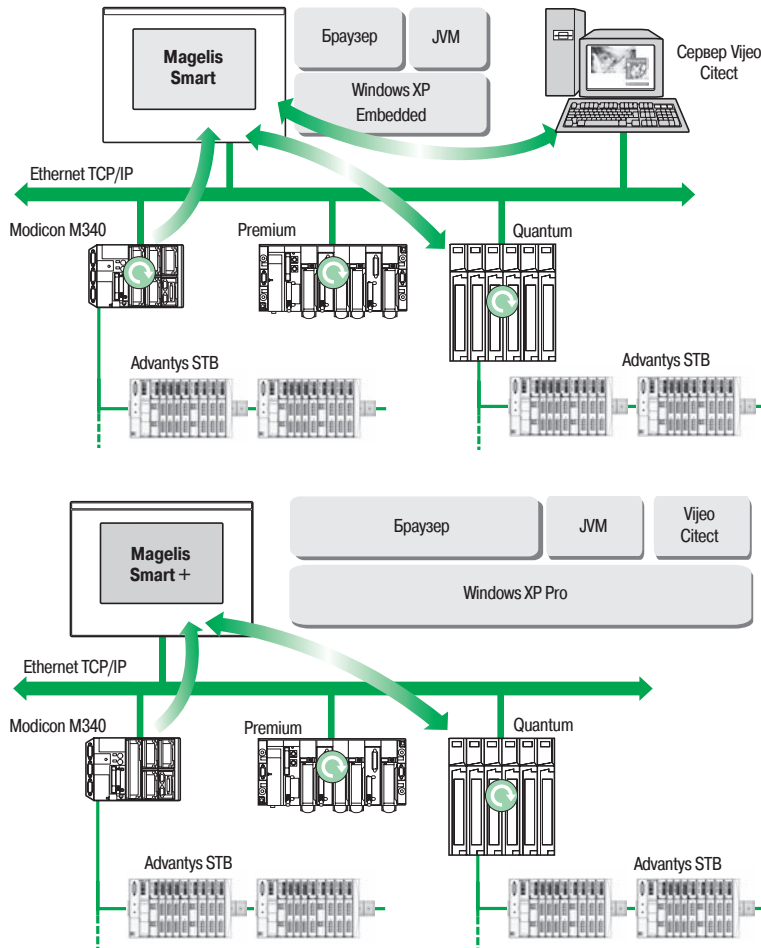 Magelis
Smart
Браузер
JVM
Windows XP
Embedded
Сервер Vijeo
Citect
Ethernet TCP/IP
Modicon M340
Premium
Quantum
Advantys STB
Advantys STB
Magelis
Smart +
Браузер
JVM
Vijeo
Citect
Windows XP Pro
Ethernet TCP/IP
Modicon M340
Premium
Quantum
Advantys STB
Advantys STB